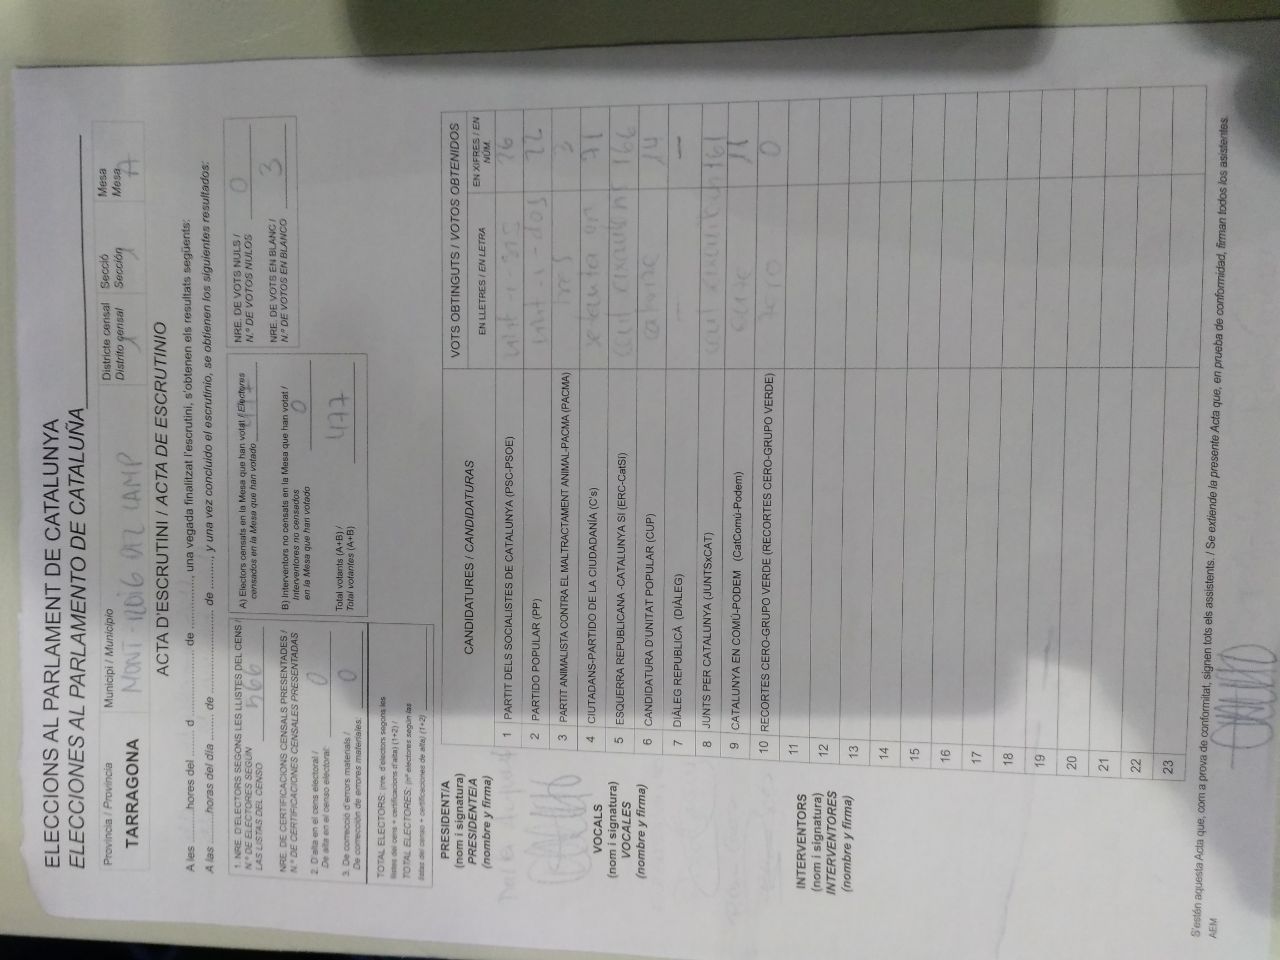 ELECCIONS AL PARLAMENT DE CATALUNYA
ELECCIONES AL PARLAMENTO DE CATALUÑA
Província / Provincia
TARRAGONA
Municipi / Municipio
MONT-ROIG DEL CAMP
Districte censal
Distrito censal
1
Secció
Sección
1
Mesa
Mesa
A
ACTA D'ESCRUTINI / ACTA DE ESCRUTINIO
A les hores del d de , una vegada finalitzat l'escrutini, s'obtenen els resultats següents:
A las horas del día de de , y una vez concluido el escrutinio, se obtienen los siguientes resultados:
1. NRE. D'ELECTORS SEGONS LES LLISTES DEL CENS /
N.º DE ELECTORES SEGÚN
LAS LISTAS DEL CENSO
566
NRE. DE CERTIFICACIONS CENSALS PRESENTADES /
N.º DE CERTIFICACIONES CENSALES PRESENTADAS
2. D'alta en el cens electoral /
De alta en el censo electoral:
0
3. De correcció d'errors materials /
De corrección de errores materiales:
0
TOTAL ELECTORS: (nre. d'electors segons les
llistes del cens + certificacions d'alta) (1+2) /
TOTAL ELECTORES: (nº electores según las
listas de censo + certificaciones de alta) (1+2)
A) Electors censats en la Mesa que han votat / Electores
censados en la Mesa que han votado
477
B) Interventors no censats en la Mesa que han votat /
Interventores no censados
en la Mesa que han votado
0
Total votants (A+B) /
Total votantes (A+B)
477
NRE. DE VOTS NULS /
N.º DE VOTOS NULOS
0
NRE. DE VOTS EN BLANC /
N.º DE VOTOS EN BLANCO
3
CANDIDATURES / CANDIDATURAS
VOTS OBTINGUTS / VOTOS OBTENIDOS
EN LLETRES / EN LETRA
EN XIFRES / EN NÚM.
1 PARTIT DELS SOCIALISTES DE CATALUNYA (PSC-PSOE) vint-i-sis 26
2 PARTIDO POPULAR (PP) vint-i-dos 22
3 PARTIT ANIMALISTA CONTRA EL MALTRACTAMENT ANIMAL-PACMA (PACMA) tres 3
4 CIUTADANS-PARTIDO DE LA CIUDADANÍA (C's) setanta un 71
5 ESQUERRA REPUBLICANA -CATALUNYA SI (ERC-CatSÍ) 166
6 CANDIDATURA D'UNITAT POPULAR (CUP) catorze 14
7 DIÀLEG REPUBLICÀ (DIÀLEG) — —
8 JUNTS PER CATALUNYA (JUNTSxCAT) 161
9 CATALUNYA EN COMÚ-PODEM (CatComú-Podem) 11
10 RECORTES CERO-GRUPO VERDE (RECORTES CERO-GRUPO VERDE) zero 0
11
12
13
14
15
16
17
18
19
20
21
22
23
PRESIDENT/A
(nom i signatura)
PRESIDENTE/A
(nombre y firma)
VOCALS
(nom i signatura)
VOCALES
(nombre y firma)
INTERVENTORS
(nom i signatura)
INTERVENTORES
(nombre y firma)
S'estén aquesta Acta que, com a prova de conformitat, signen tots els assistents. / Se extiende la presente Acta que, en prueba de conformidad, firman todos los asistentes.
AEM